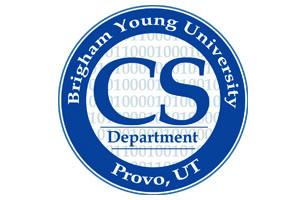 Brigham Young University
CS
Department
Provo, UT